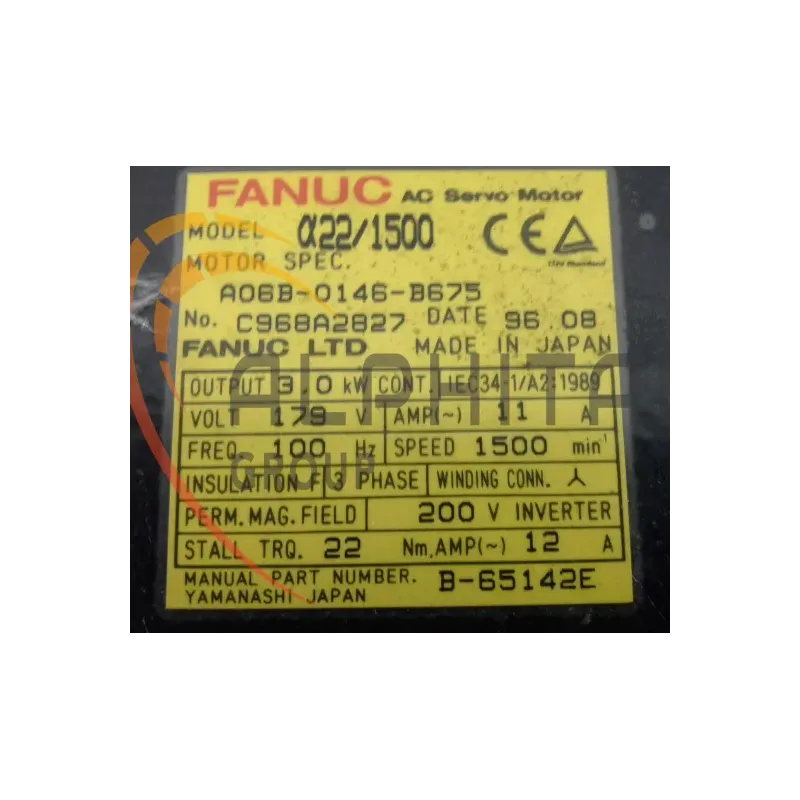 FANUC AC Servo Motor
MODEL α22/1500 CE
MOTOR SPEC.
A06B-0146-B675
No. C968A2827 DATE 96.08
FANUC LTD MADE IN JAPAN
OUTPUT 3.0 kW CONT. IEC34-1/A2:1989
VOLT 179 V AMP(~) 11 A
FREQ. 100 Hz SPEED 1500 min⁻¹
INSULATION F 3 PHASE WINDING CONN. ⅄
PERM. MAG. FIELD 200 V INVERTER
STALL TRQ. 22 Nm, AMP(~) 12 A
MANUAL PART NUMBER. B-65142E
YAMANASHI JAPAN
ALPHITA
GROUP